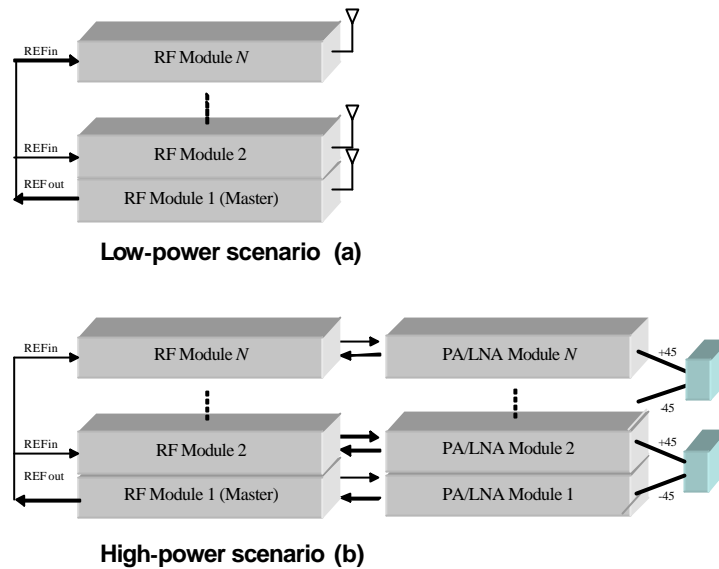 REFin
RF Module N
REFin
RF Module 2
REFout
RF Module 1 (Master)
Low-power scenario (a)
REFin
RF Module N
PA/LNA Module N
+45
-45
REFin
RF Module 2
PA/LNA Module 2
+45
REFout
RF Module 1 (Master)
PA/LNA Module 1
-45
High-power scenario (b)